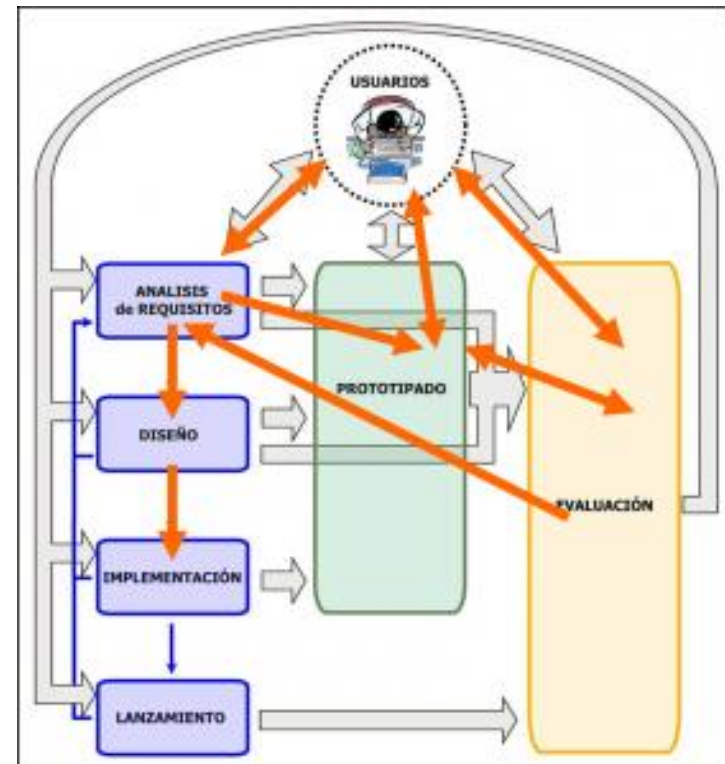 USUARIOS
ANALISIS
de REQUISITOS
PROTOTIPADO
DISEÑO
EVALUACIÓN
IMPLEMENTACIÓN
LANZAMIENTO